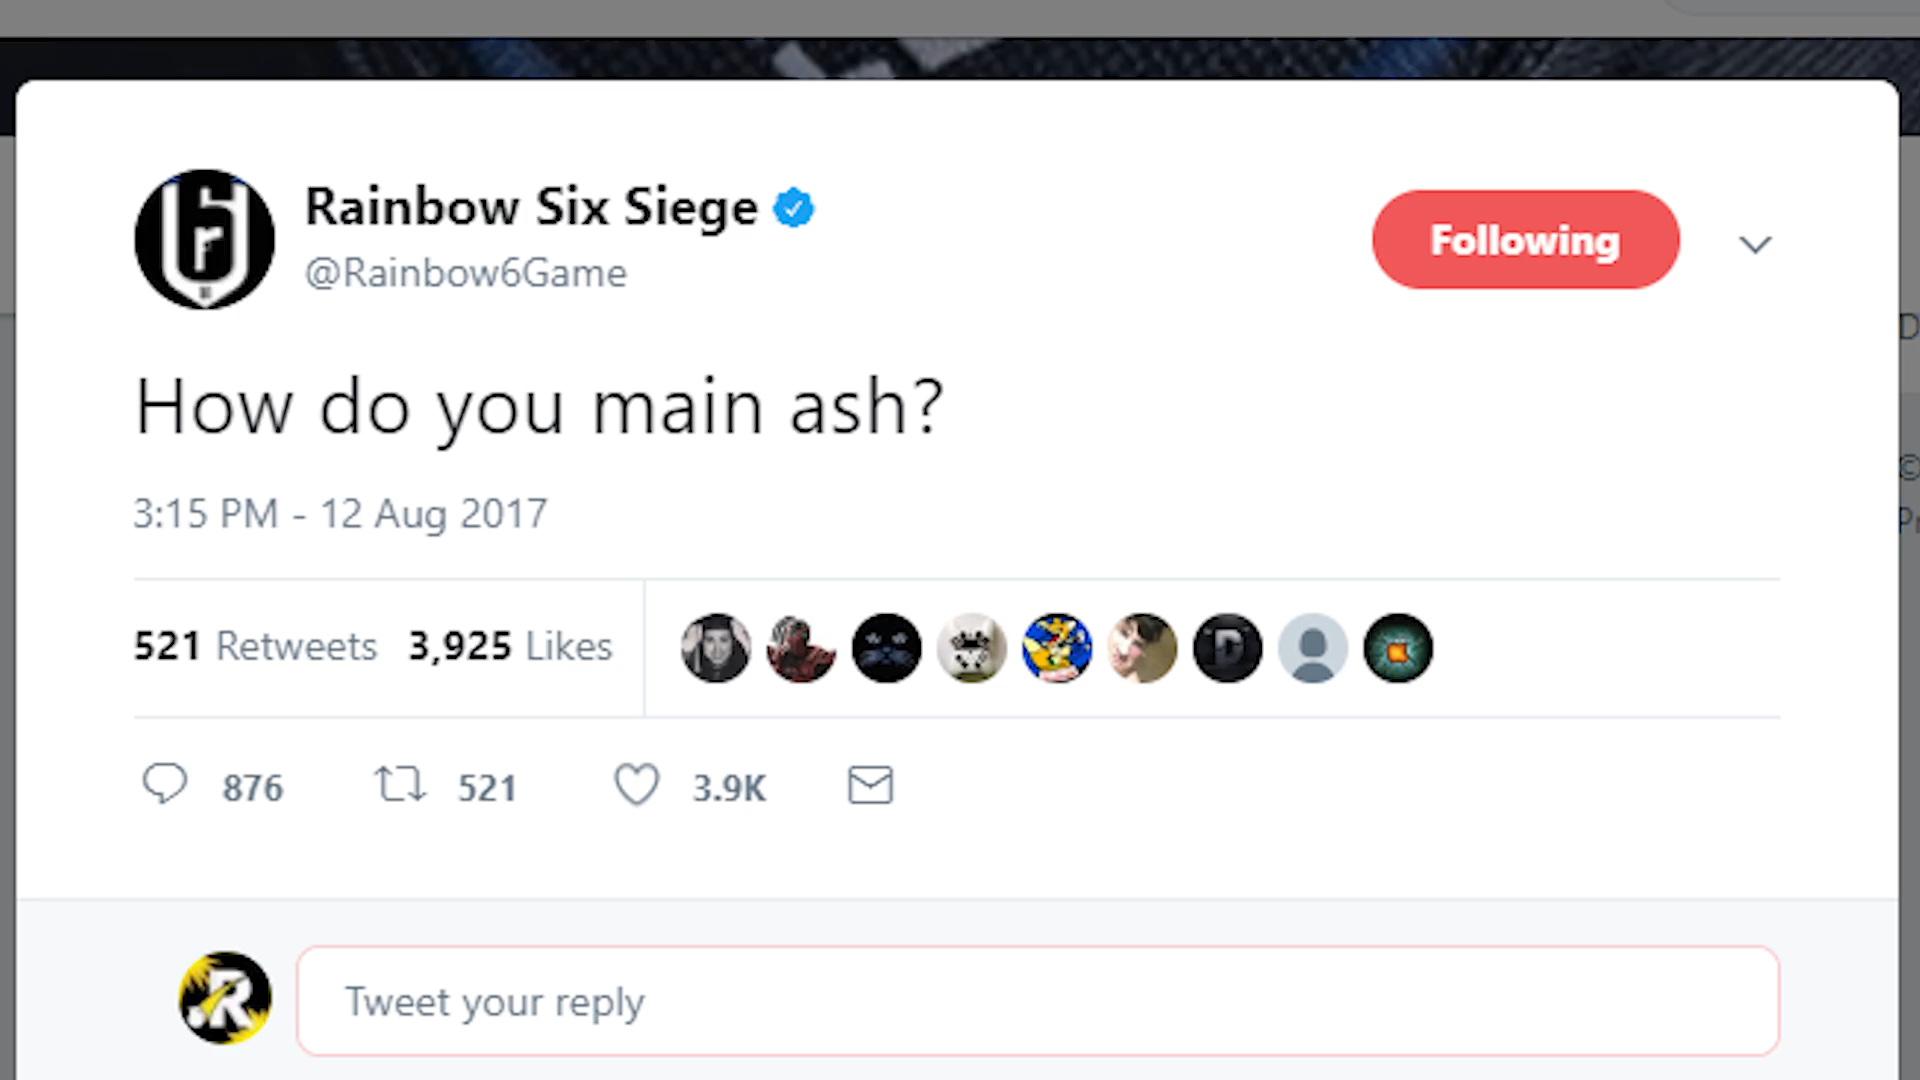 Rainbow Six Siege
@Rainbow6Game
Following
How do you main ash?
3:15 PM - 12 Aug 2017
521 Retweets 3,925 Likes
D
876 521 3.9K
Tweet your reply
R
D
©
Pr